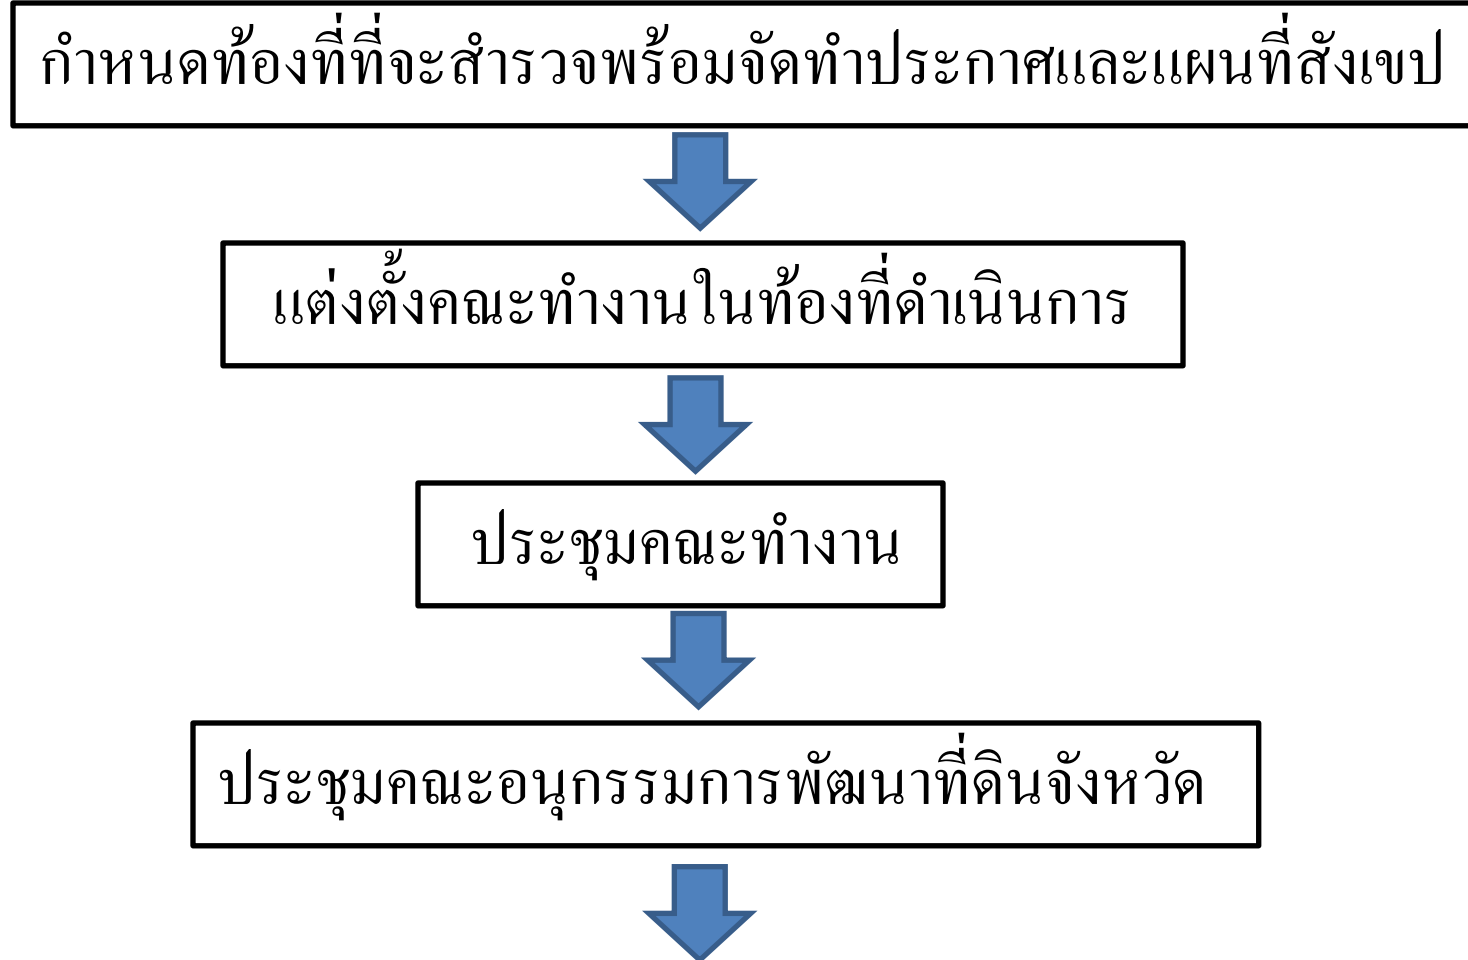 กำหนดท้องที่ที่จะสำรวจพร้อมจัดทำประกาศและแผนที่สังเขป
แต่งตั้งคณะทำงานในท้องที่ดำเนินการ
ประชุมคณะทำงาน
ประชุมคณะอนุกรรมการพัฒนาที่ดินจังหวัด